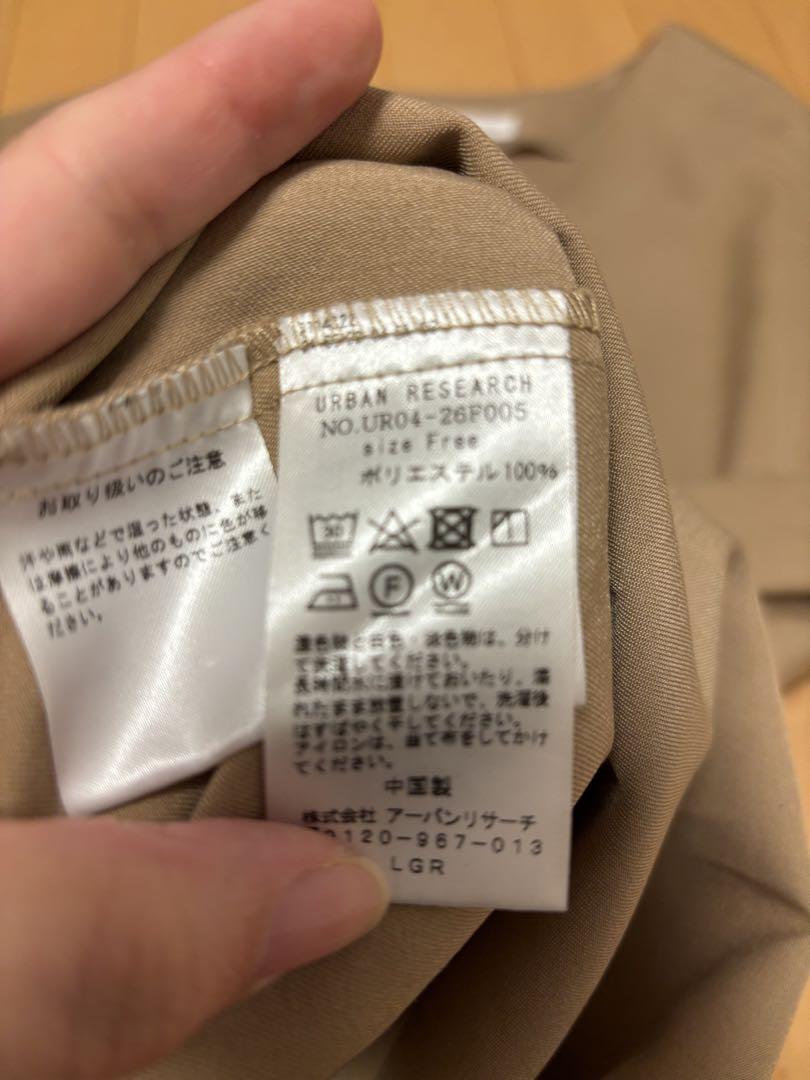 お取り扱いのご注意
汗や雨などで湿った状態、また
は摩擦により他のものに色が移
ることがありますのでご注意く
ださい。
URBAN RESEARCH
NO.UR04-26F005
size Free
ポリエステル100%
30
F
W
濃色物と白色・淡色物は、分け
て洗濯してください。
長時間水に漬けておいたり、濡
れたまま放置しないで、洗濯後
はすばやく干してください。
アイロンは、当て布をしてかけ
てください。
中国製
株式会社 アーバンリサーチ
0120-967-013
LGR